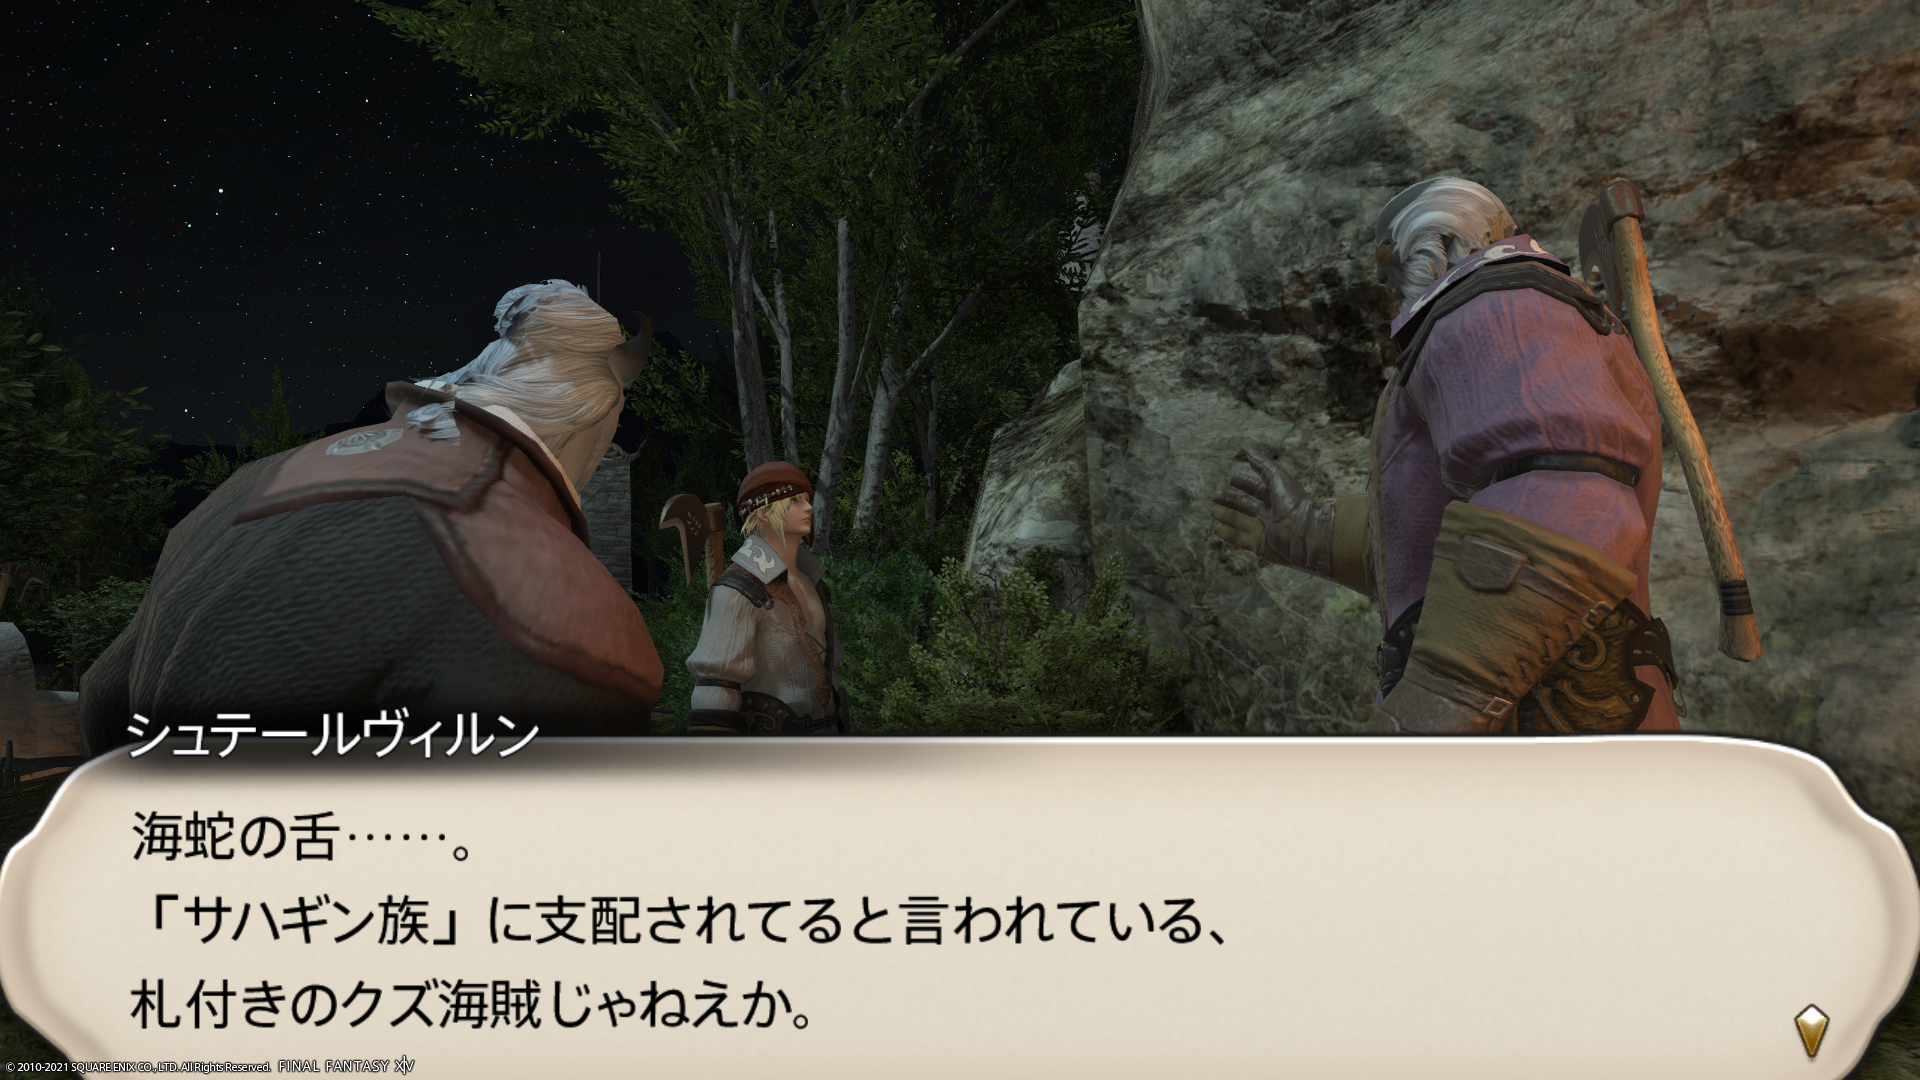 シュテールヴィルン
海蛇の舌……。
「サハギン族」に支配されてると言われている、
札付きのクズ海賊じゃねえか。
© 2010-2021 SQUARE ENIX CO., LTD. All Rights Reserved. FINAL FANTASY XIV